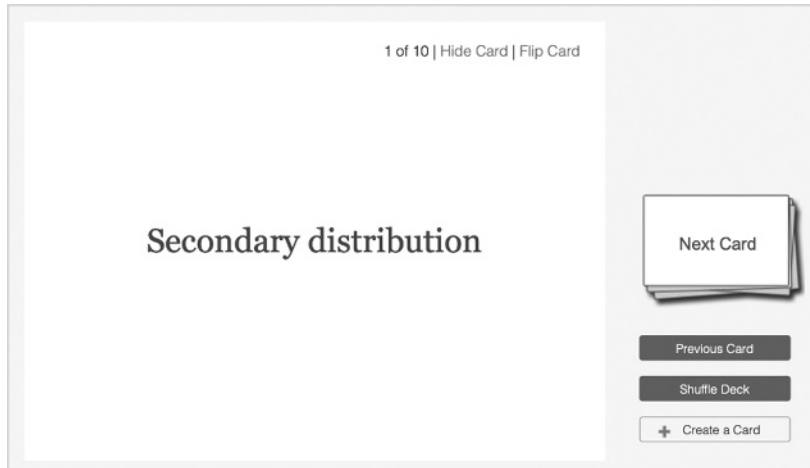 1 of 10 | Hide Card | Flip Card
Secondary distribution
Next Card
Previous Card
Shuffle Deck
+ Create a Card